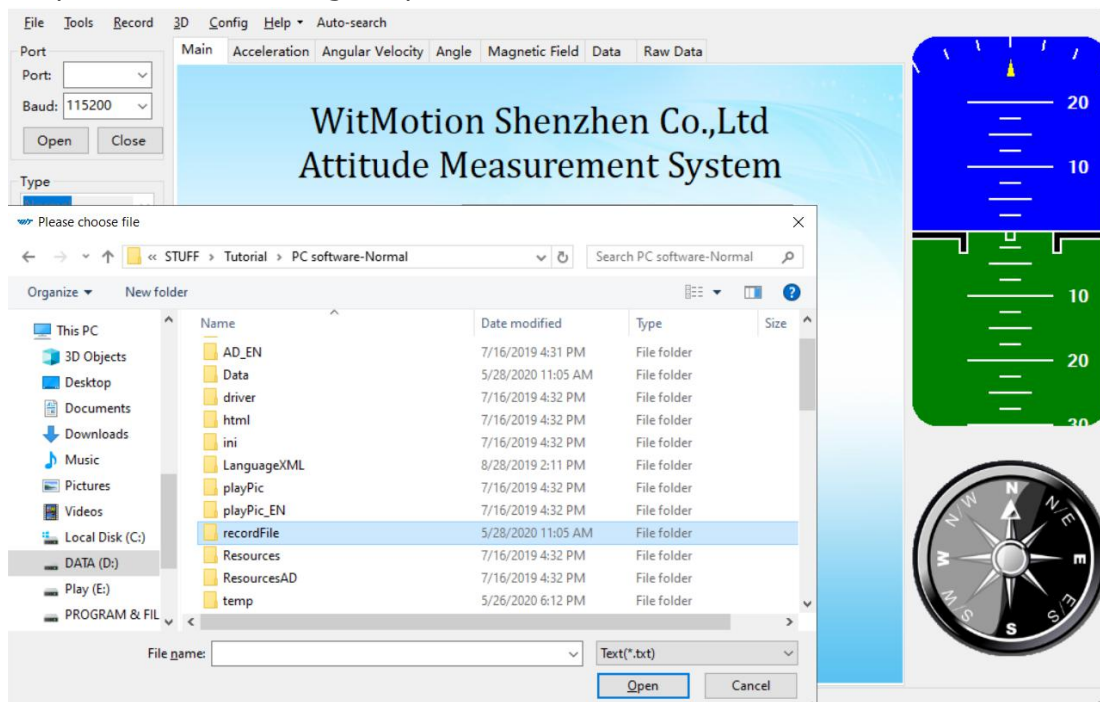 File Tools Record 3D Config Help Auto-search
Port
Port:
Baud: 115200
Open Close
Type
Main Acceleration Angular Velocity Angle Magnetic Field Data Raw Data
WitMotion Shenzhen Co.,Ltd
Attitude Measurement System
20
10
10
20
30
N
N/E
E
S/E
S
S/W
W
N/W
Please choose file
« STUFF › Tutorial › PC software-Normal
Search PC software-Normal
Organize New folder
This PC
3D Objects
Desktop
Documents
Downloads
Music
Pictures
Videos
Local Disk (C:)
DATA (D:)
Play (E:)
PROGRAM & FIL
Name Date modified Type Size
AD_EN 7/16/2019 4:31 PM File folder
Data 5/28/2020 11:05 AM File folder
driver 7/16/2019 4:32 PM File folder
html 7/16/2019 4:32 PM File folder
ini 7/16/2019 4:32 PM File folder
LanguageXML 8/28/2019 2:11 PM File folder
playPic 7/16/2019 4:32 PM File folder
playPic_EN 7/16/2019 4:32 PM File folder
recordFile 5/28/2020 11:05 AM File folder
Resources 7/16/2019 4:32 PM File folder
ResourcesAD 7/16/2019 4:32 PM File folder
temp 5/26/2020 6:12 PM File folder
File name: Text(*.txt)
Open Cancel